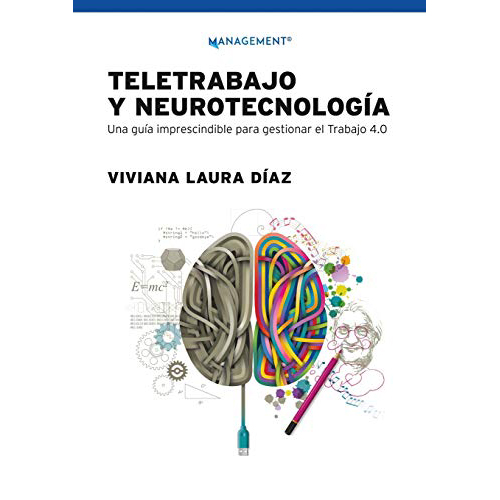 MANAGEMENT®
TELETRABAJO
Y NEUROTECNOLOGÍA
Una guía imprescindible para gestionar el Trabajo 4.0
VIVIANA LAURA DÍAZ
E=mc²